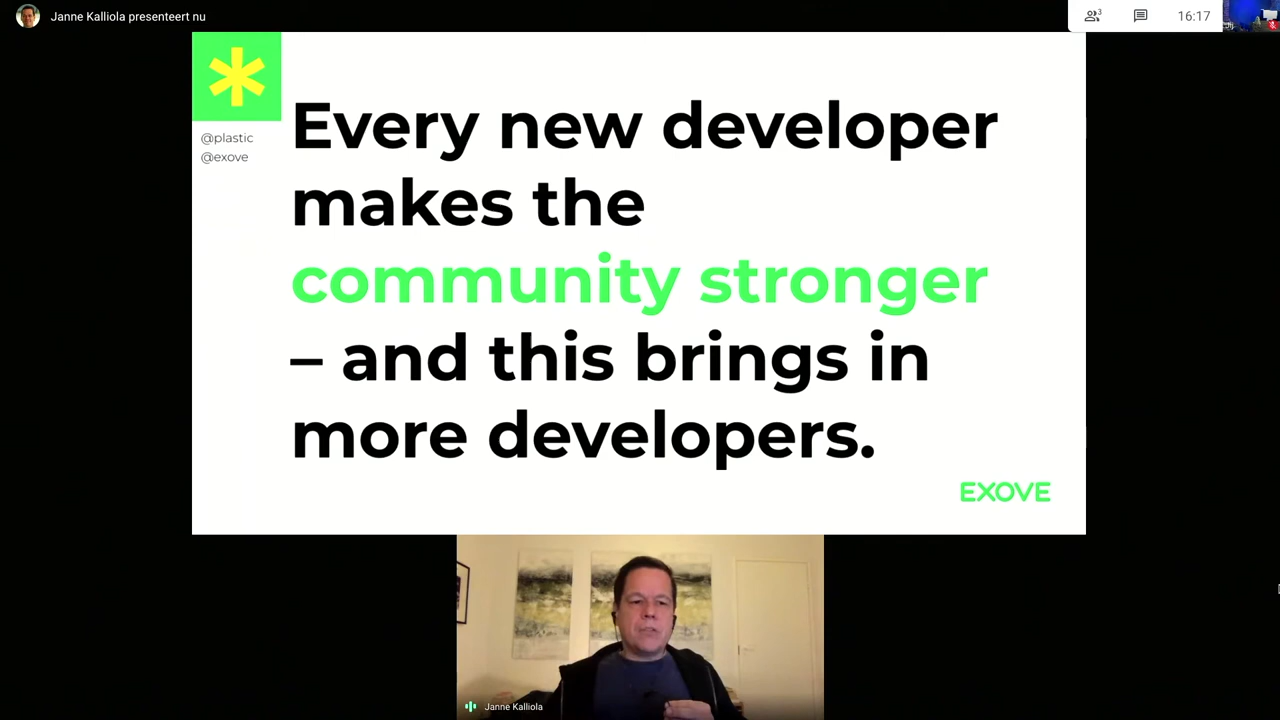 Janne Kalliola presenteert nu
3
16:17
@plastic
@exove
Every new developer
makes the
community stronger
– and this brings in
more developers.
EXOVE
Janne Kalliola